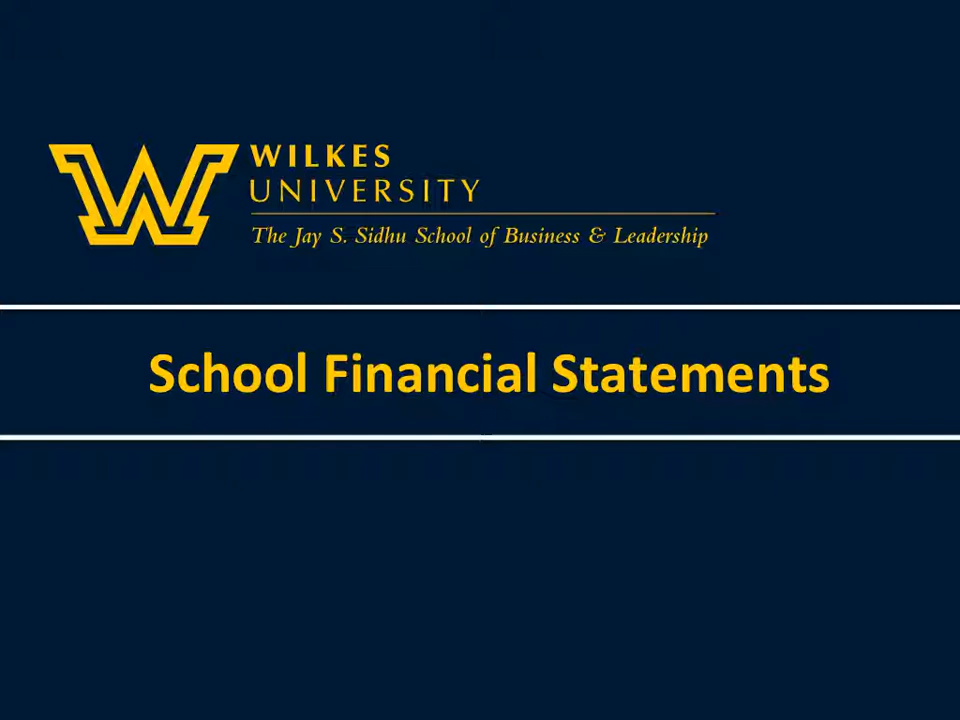 WILKES
UNIVERSITY
The Jay S. Sidhu School of Business & Leadership
School Financial Statements